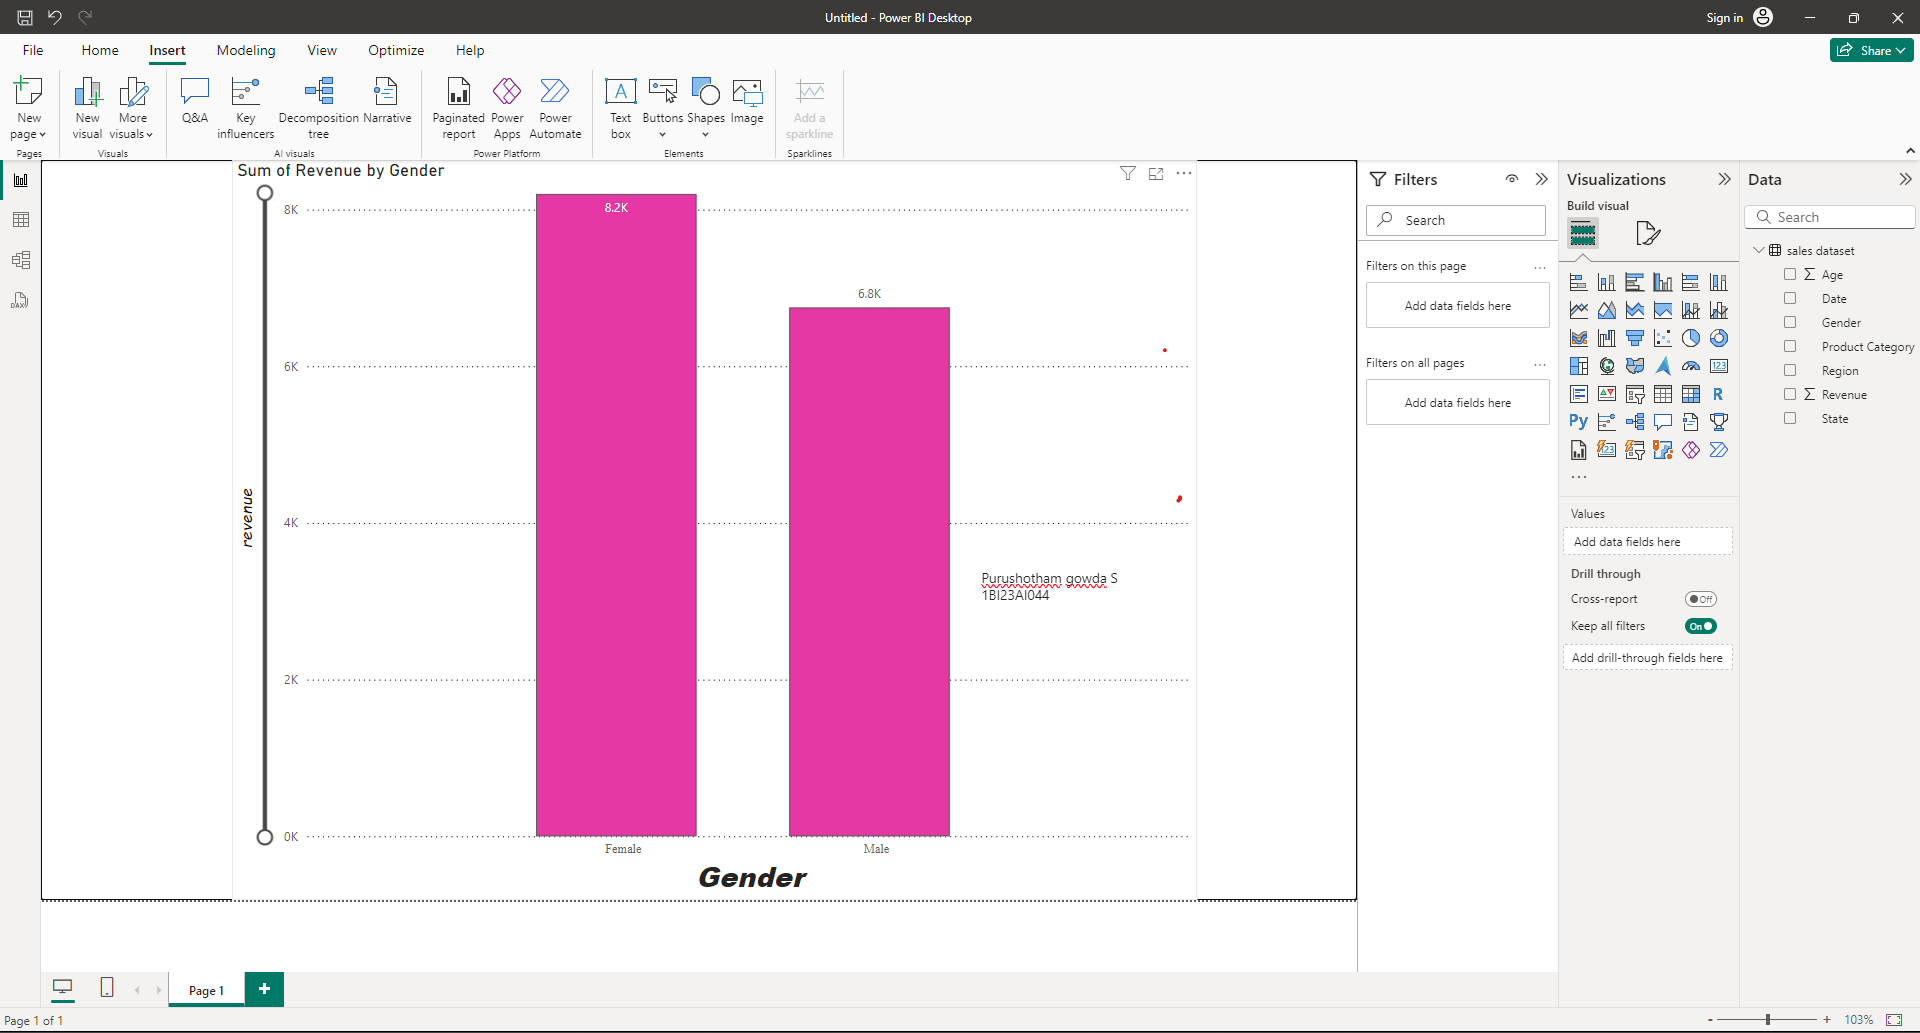 Untitled - Power BI Desktop
Sign in
File Home Insert Modeling View Optimize Help
Share
New page
New visual
More visuals
Q&A
Key influencers
Decomposition tree
Narrative
Paginated report
Power Apps
Power Automate
Text box
Buttons
Shapes
Image
Add a sparkline
Pages
Visuals
AI visuals
Power Platform
Elements
Sparklines
Sum of Revenue by Gender
8K
6K
4K
2K
0K
revenue
8.2K
6.8K
Purushotham gowda S
1BI23AI044
Female
Male
Gender
Filters
Search
Filters on this page
Add data fields here
Filters on all pages
Add data fields here
Visualizations
Build visual
123
R
Py
123
Values
Add data fields here
Drill through
Cross-report
Off
Keep all filters
On
Add drill-through fields here
Data
Search
sales dataset
Age
Date
Gender
Product Category
Region
Revenue
State
DAX
Page 1
Page 1 of 1
103%